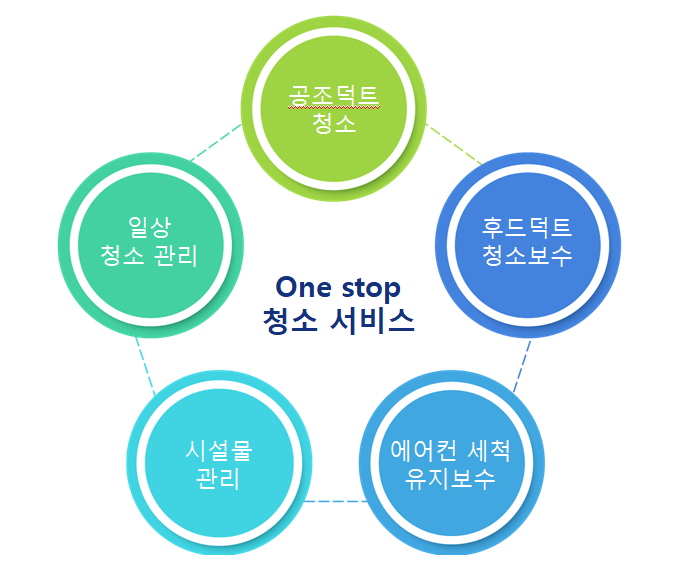 공조덕트
청소
후드덕트
청소보수
에어컨 세척
유지보수
시설물
관리
일상
청소 관리
One stop
청소 서비스